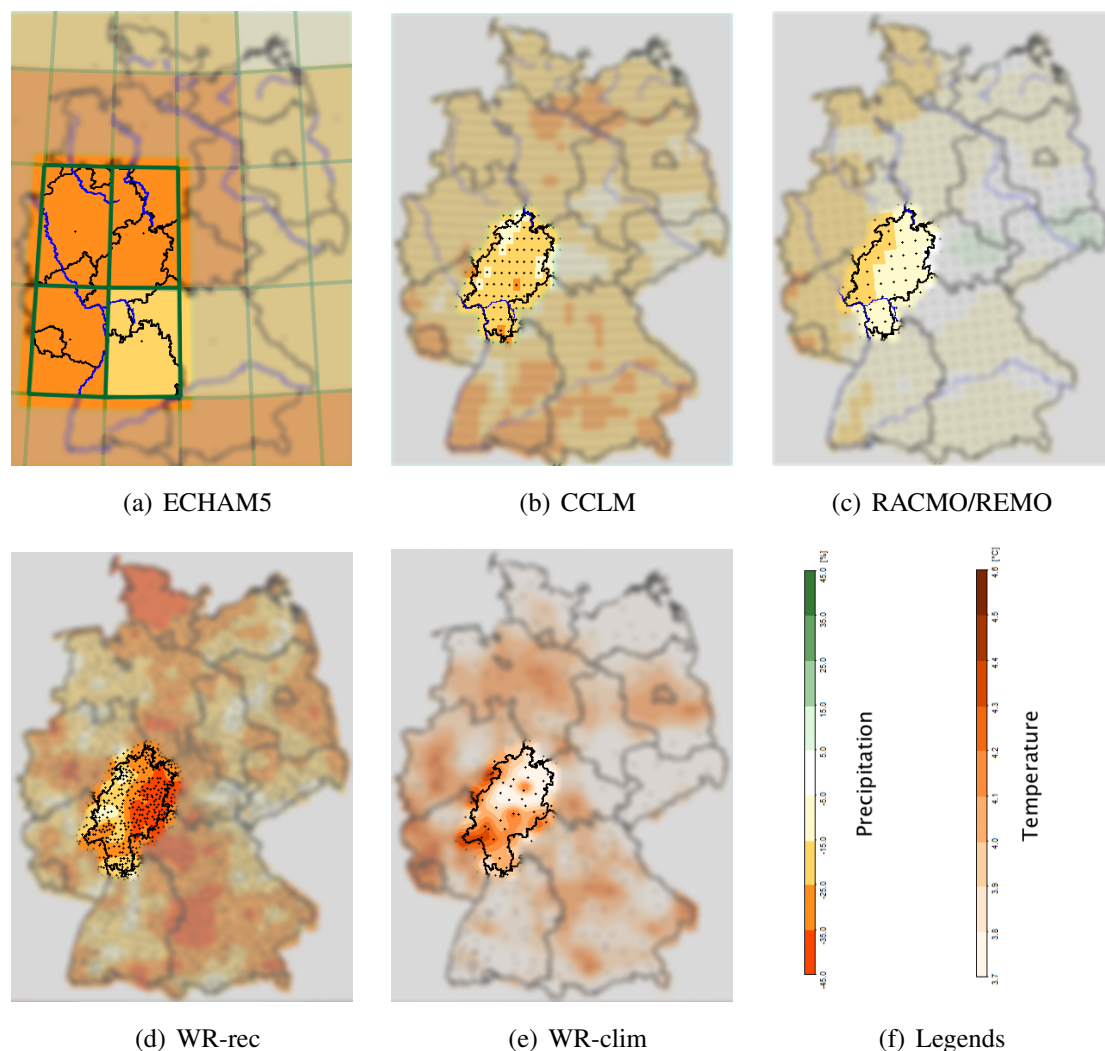 (a) ECHAM5
(b) CCLM
(c) RACMO/REMO
45.0 [%]
35.0
25.0
15.0
5.0
-5.0
-15.0
-25.0
-35.0
-45.0
Precipitation
4.6 [°C]
4.5
4.4
4.3
4.2
4.1
4.0
3.9
3.8
3.7
Temperature
(d) WR-rec
(e) WR-clim
(f) Legends